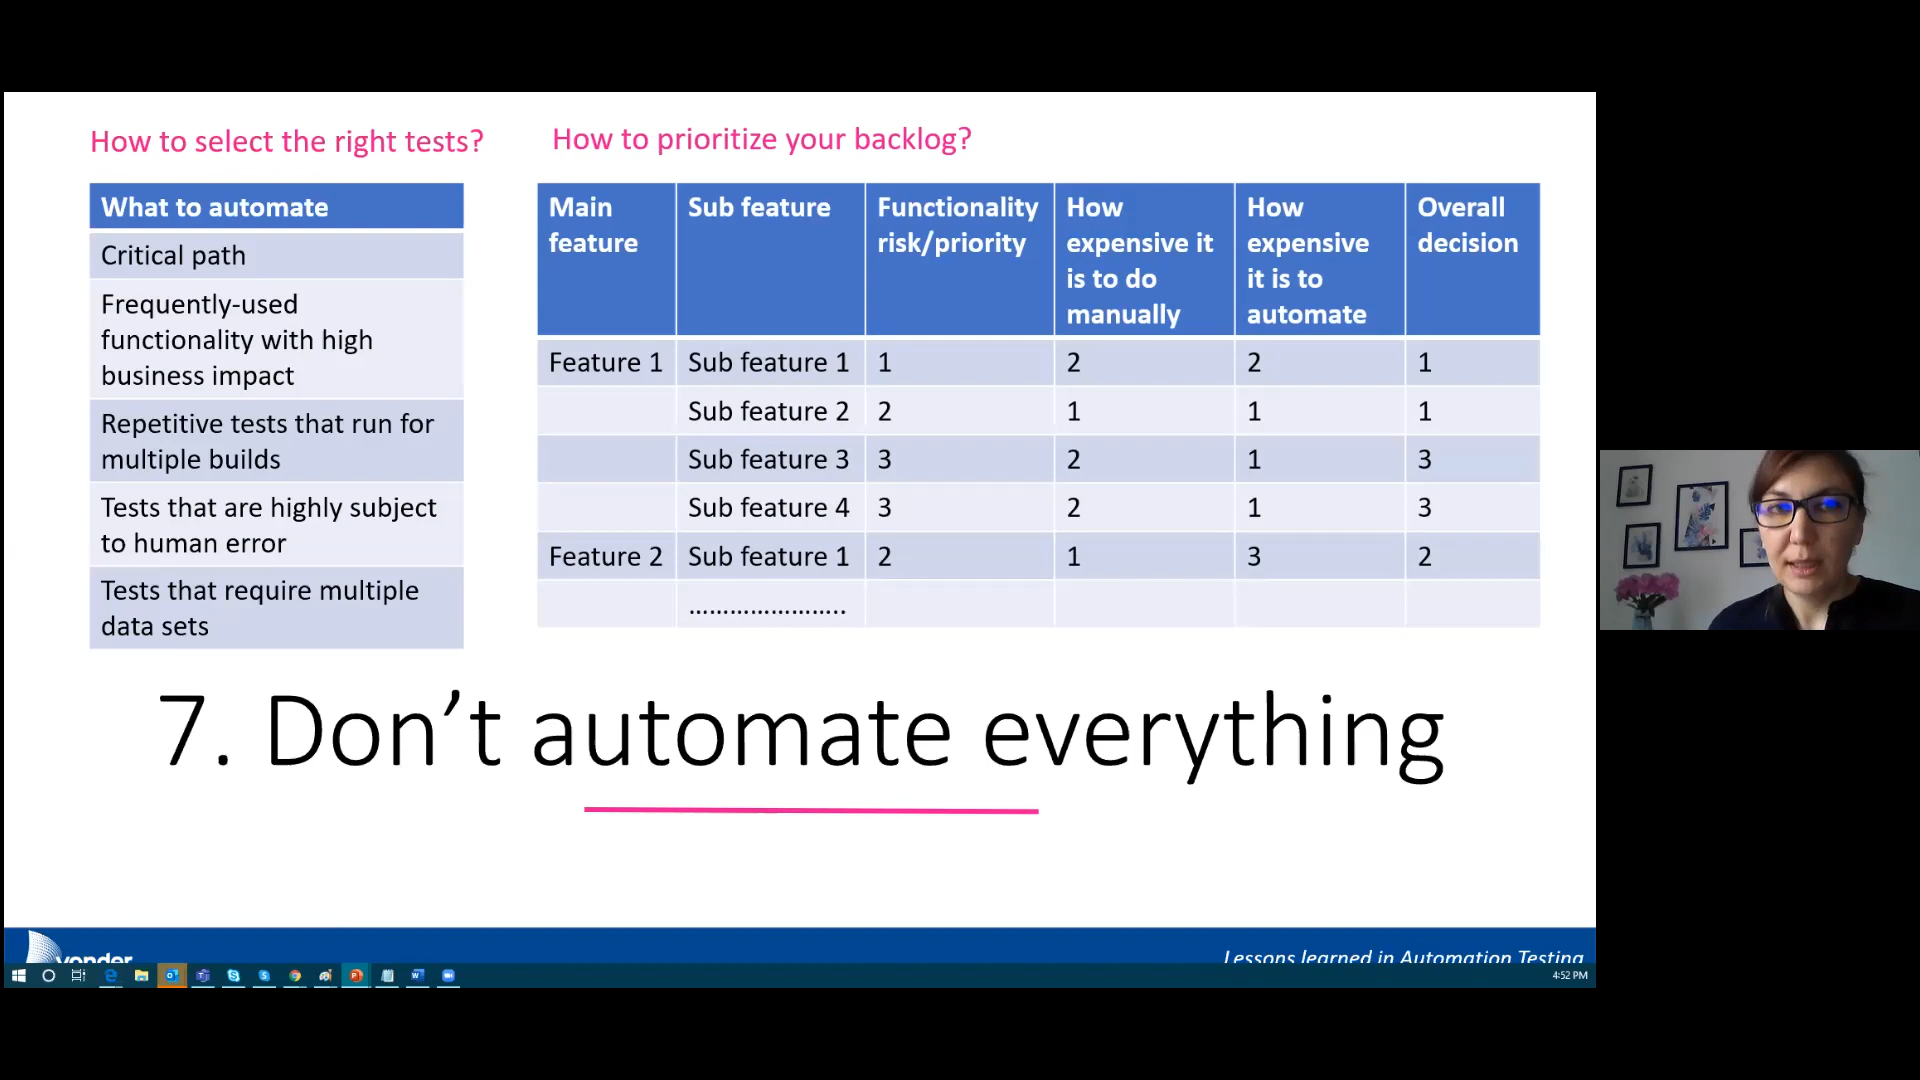 How to select the right tests?
How to prioritize your backlog?
What to automate
Critical path
Frequently-used
functionality with high
business impact
Repetitive tests that run for
multiple builds
Tests that are highly subject
to human error
Tests that require multiple
data sets
Main feature | Sub feature | Functionality risk/priority | How expensive it is to do manually | How expensive it is to automate | Overall decision
Feature 1 | Sub feature 1 | 1 | 2 | 2 | 1
Sub feature 2 | 2 | 1 | 1 | 1
Sub feature 3 | 3 | 2 | 1 | 3
Sub feature 4 | 3 | 2 | 1 | 3
Feature 2 | Sub feature 1 | 2 | 1 | 3 | 2
........................
7. Don’t automate everything
yonder
Lessons learned in Automation Testing
4:52 PM